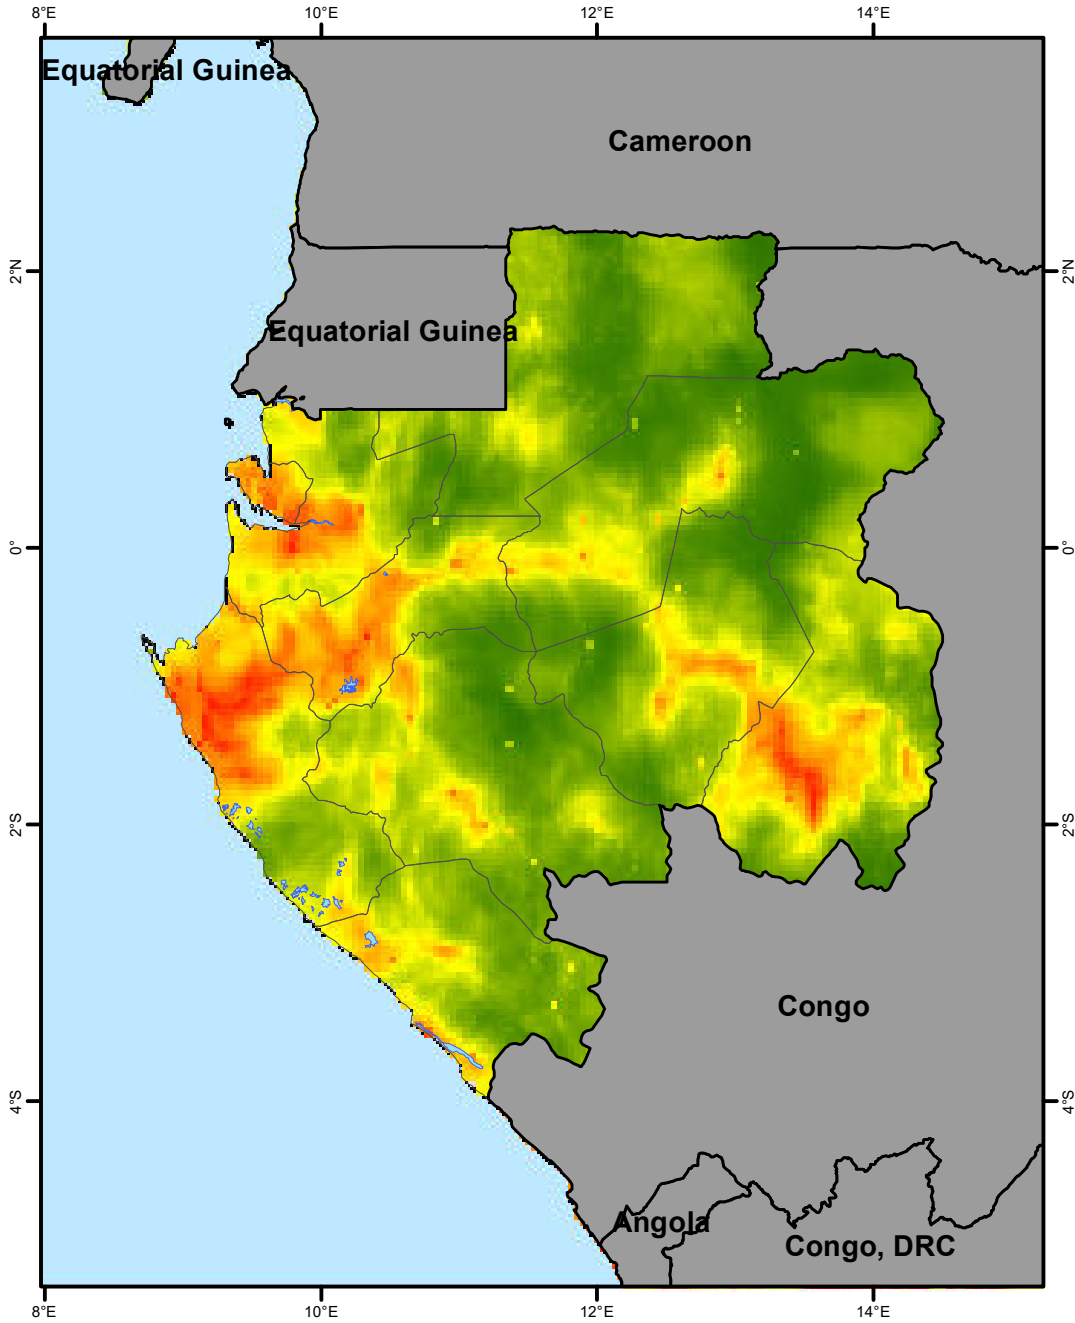 8°E 10°E 12°E 14°E
Equatorial Guinea
Cameroon
2°N 2°N
Equatorial Guinea
0° 0°
2°S 2°S
Congo
4°S 4°S
Angola
Congo, DRC
8°E 10°E 12°E 14°E